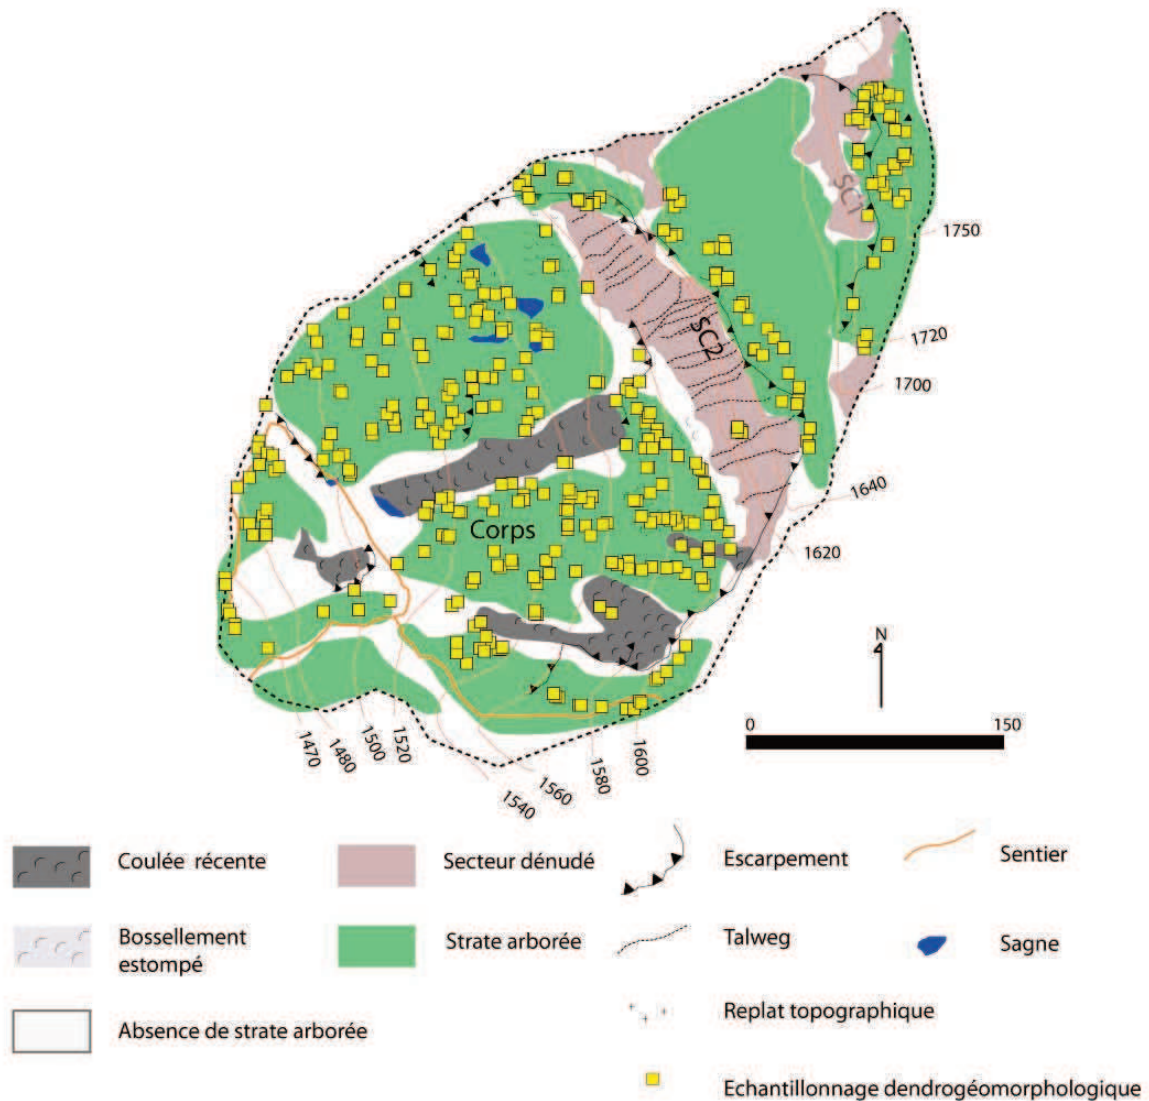 SC1
1750
SC2
1720
1700
1640
Corps
1620
N
0 150
1470
1480
1500
1520
1540
1560
1580
1600
Coulée récente
Secteur dénudé
Escarpement
Sentier
Bossellement
estompé
Strate arborée
Talweg
Sagne
Absence de strate arborée
Replat topographique
Echantillonnage dendrogéomorphologique